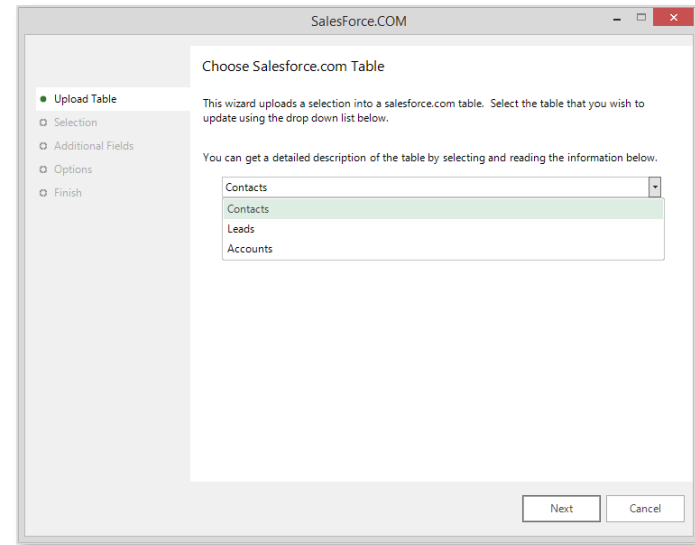 SalesForce.COM
Choose Salesforce.com Table
Upload Table
Selection
Additional Fields
Options
Finish
This wizard uploads a selection into a salesforce.com table. Select the table that you wish to
update using the drop down list below.
You can get a detailed description of the table by selecting and reading the information below.
Contacts
Contacts
Leads
Accounts
Next
Cancel